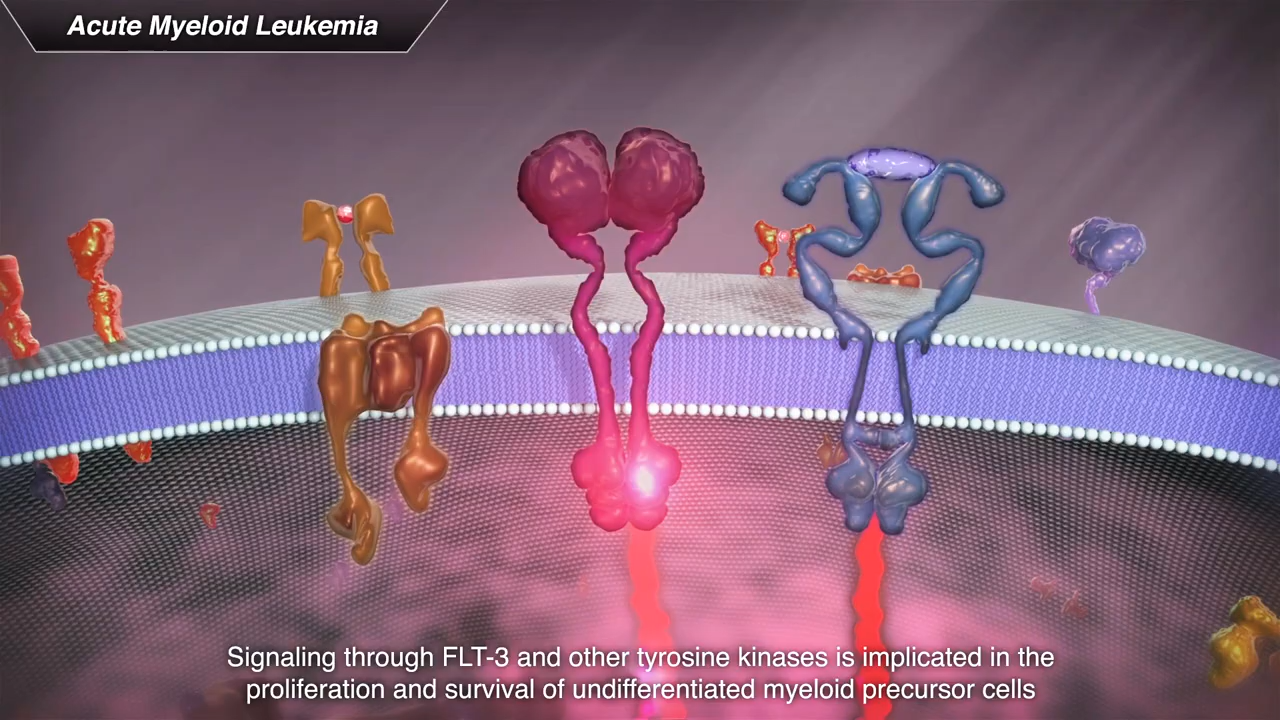 Acute Myeloid Leukemia
Signaling through FLT-3 and other tyrosine kinases is implicated in the
proliferation and survival of undifferentiated myeloid precursor cells